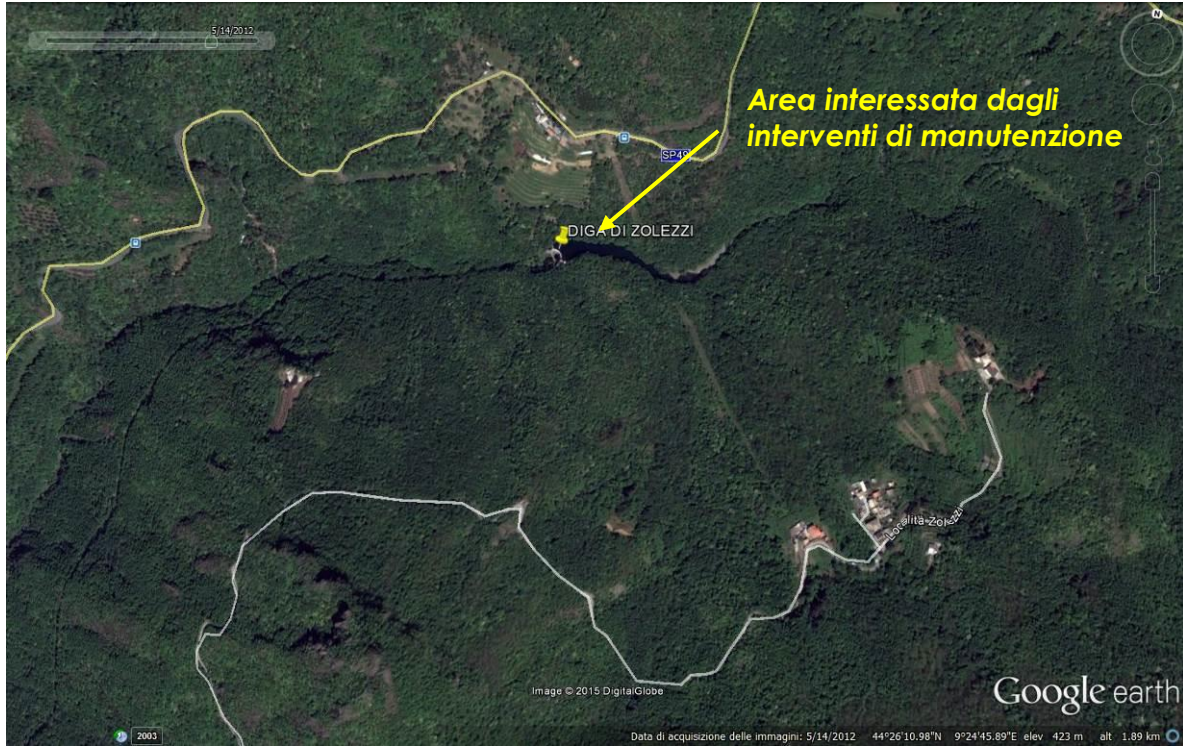 5/14/2012
N
Area interessata dagli
interventi di manutenzione
SP49
DIGA DI ZOLEZZI
Località Zolezzi
Image © 2015 DigitalGlobe
Google earth
2003
Data di acquisizione delle immagini: 5/14/2012 44°26'10.98"N 9°24'45.89"E elev 423 m alt 1.89 km